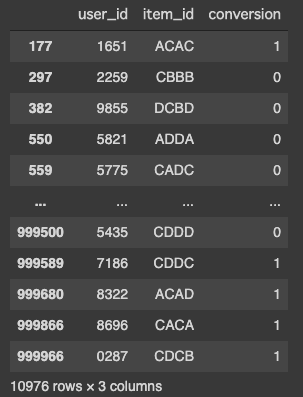 user_id item_id conversion
177 1651 ACAC 1
297 2259 CBBB 0
382 9855 DCBD 0
550 5821 ADDA 0
559 5775 CADC 0
... ... ... ...
999500 5435 CDDD 0
999589 7186 CDDC 1
999680 8322 ACAD 1
999866 8696 CACA 1
999966 0287 CDCB 1
10976 rows × 3 columns